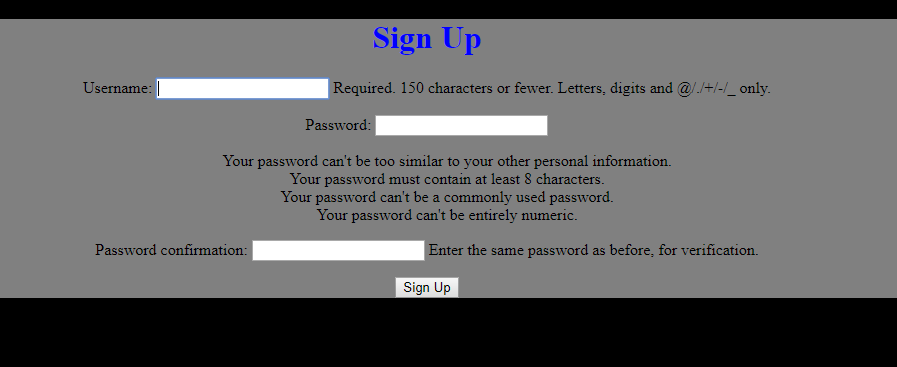 Sign Up
Username: Required. 150 characters or fewer. Letters, digits and @/./+/-/_ only.
Password:
Your password can't be too similar to your other personal information.
Your password must contain at least 8 characters.
Your password can't be a commonly used password.
Your password can't be entirely numeric.
Password confirmation: Enter the same password as before, for verification.
Sign Up